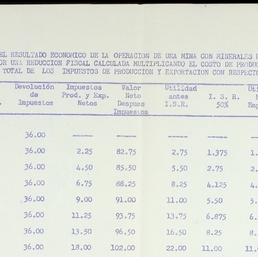 EL RESULTADO ECONOMICO DE LA OPERACION DE UNA MINA CON MINERALES
OR UNA REDUCCION FISCAL CALCULADA MULTIPLICANDO EL COSTO DE PRODUC
TOTAL DE LOS IMPUESTOS DE PRODUCCION Y EXPORTACION CON RESPECTO
Devolución de Impuestos Impuestos Prod. y Exp. Netos Valor Neto Despues Impuestos Utilidad antes I.S.R. I. S. R. 50%
36.00 ----- ----- ----- -----
36.00 2.25 82.75 2.75 1.375
36.00 4.50 85.50 5.50 2.75
36.00 6.75 88.25 8.25 4.125
36.00 9.00 91.00 11.00 5.50
36.00 11.25 93.75 13.75 6.875
36.00 13.50 96.50 16.50 8.25
36.00 18.00 102.00 22.00 11.00